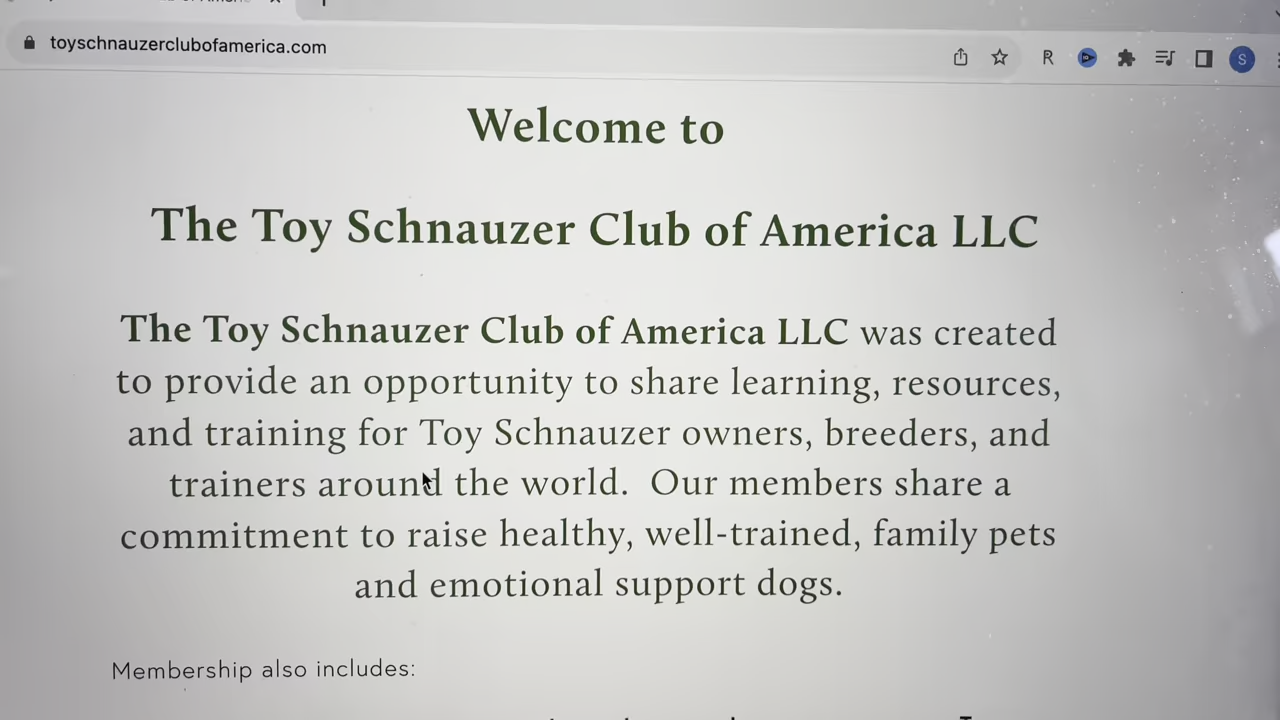 toyschnauzerclubofamerica.com
R
S
Welcome to
The Toy Schnauzer Club of America LLC
The Toy Schnauzer Club of America LLC was created
to provide an opportunity to share learning, resources,
and training for Toy Schnauzer owners, breeders, and
trainers around the world. Our members share a
commitment to raise healthy, well-trained, family pets
and emotional support dogs.
Membership also includes: